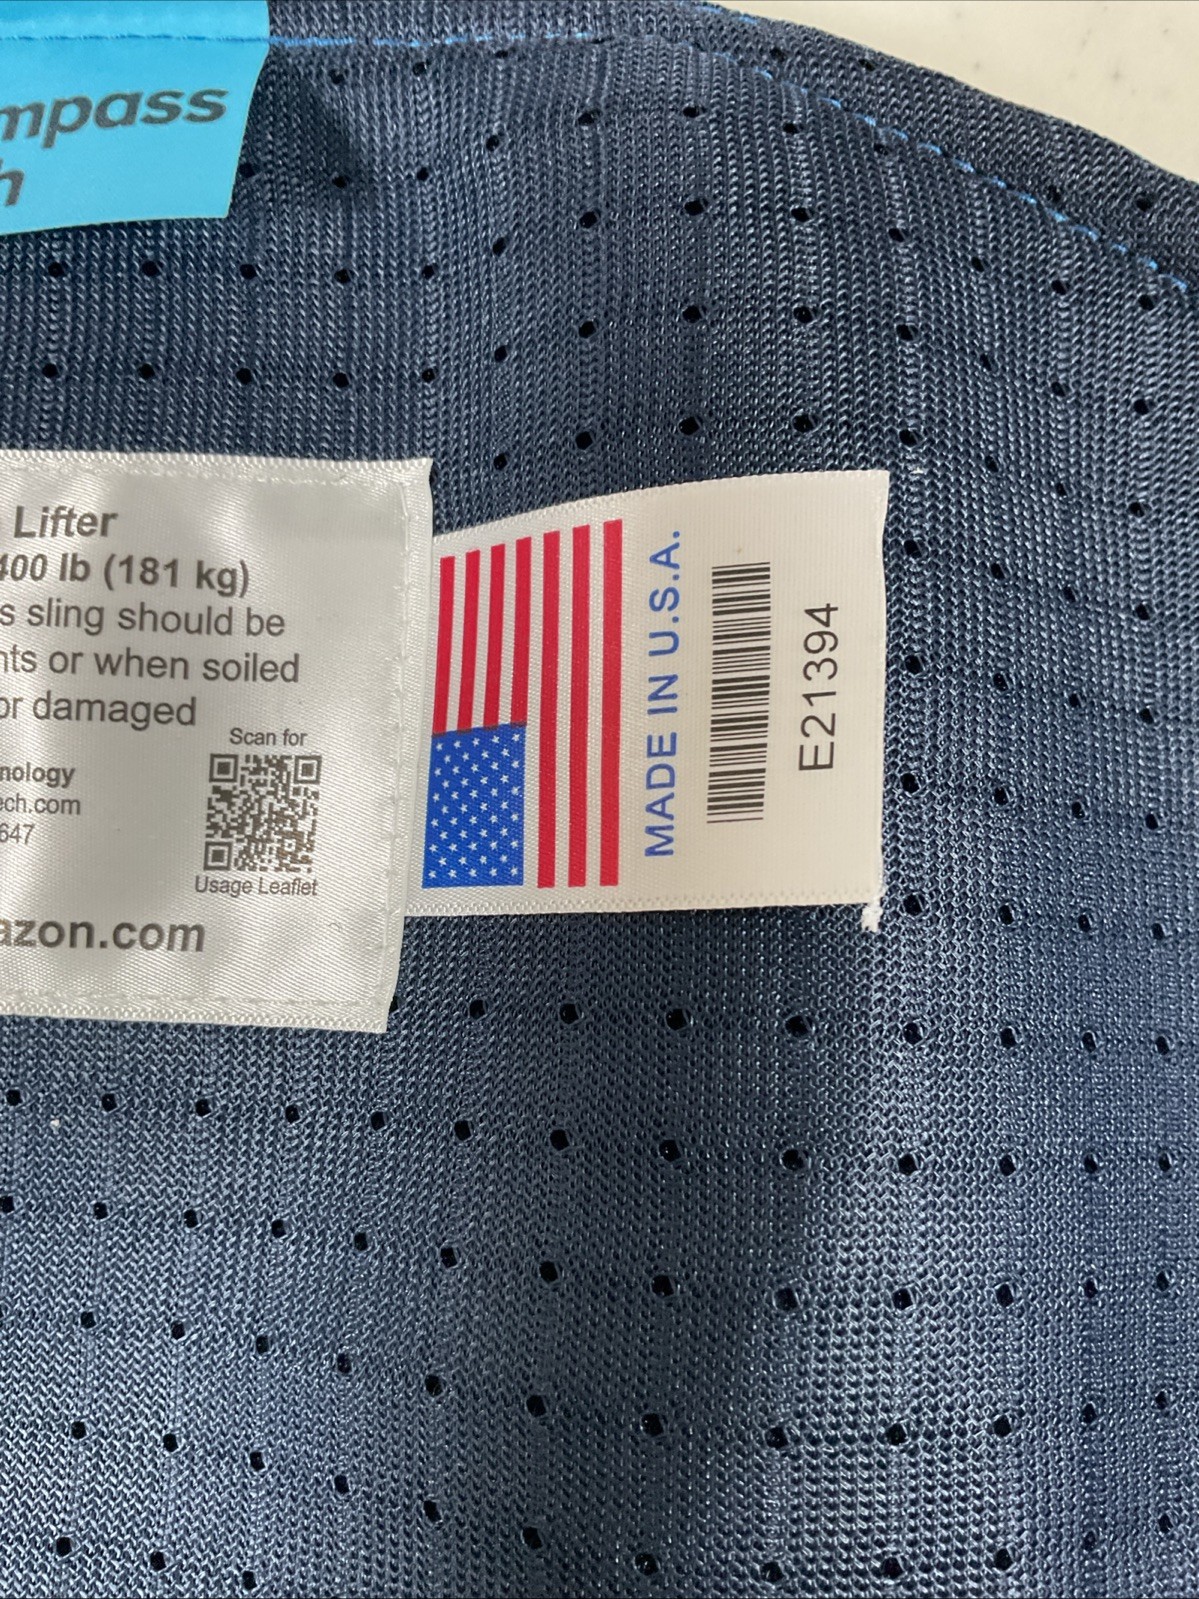 mpass
h
Lifter
400 lb (181 kg)
s sling should be
nts or when soiled
or damaged
Scan for
nology
ech.com
647
Usage Leaflet
azon.com
MADE IN U.S.A.
E21394